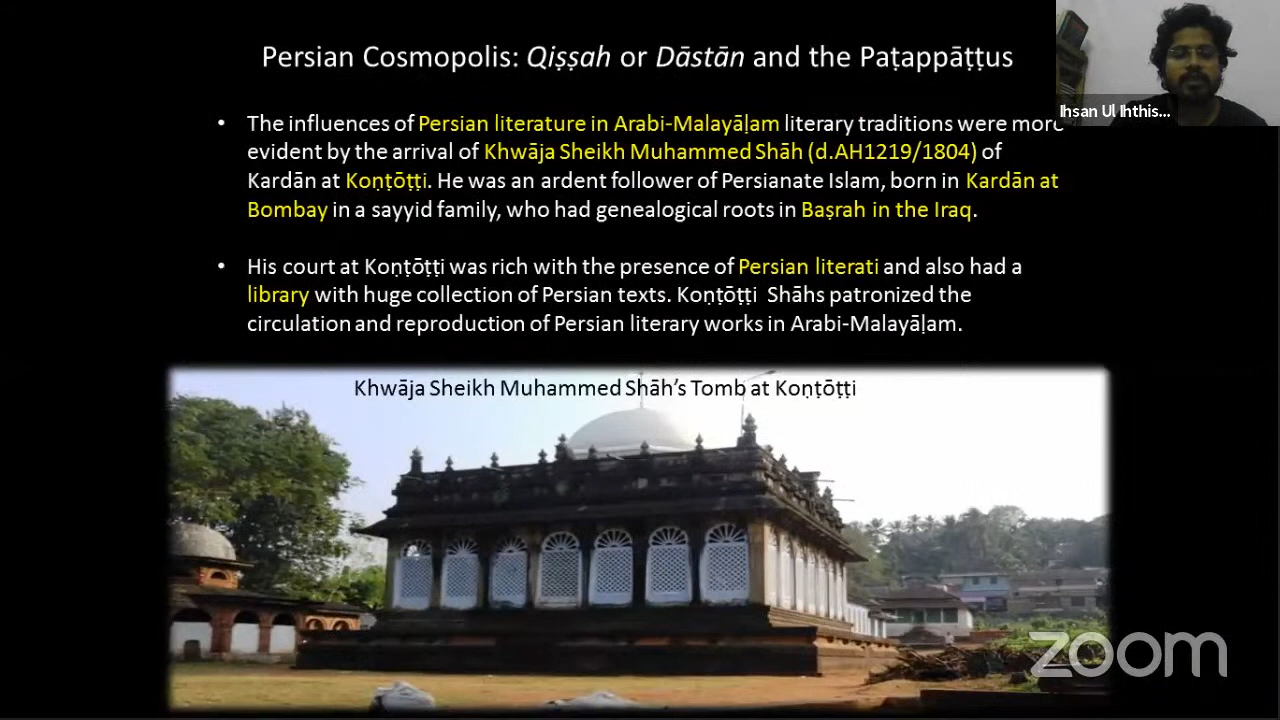 Persian Cosmopolis: Qiṣṣah or Dāstān and the Paṭappāṭṭus
Ihsan Ul Ihthis...
• The influences of Persian literature in Arabi-Malayāḷam literary traditions were more
evident by the arrival of Khwāja Sheikh Muhammed Shāh (d.AH1219/1804) of
Kardān at Koṇṭōṭṭi. He was an ardent follower of Persianate Islam, born in Kardān at
Bombay in a sayyid family, who had genealogical roots in Baṣrah in the Iraq.
• His court at Koṇṭōṭṭi was rich with the presence of Persian literati and also had a
library with huge collection of Persian texts. Koṇṭōṭṭi Shāhs patronized the
circulation and reproduction of Persian literary works in Arabi-Malayāḷam.
Khwāja Sheikh Muhammed Shāh’s Tomb at Koṇṭōṭṭi
zoom